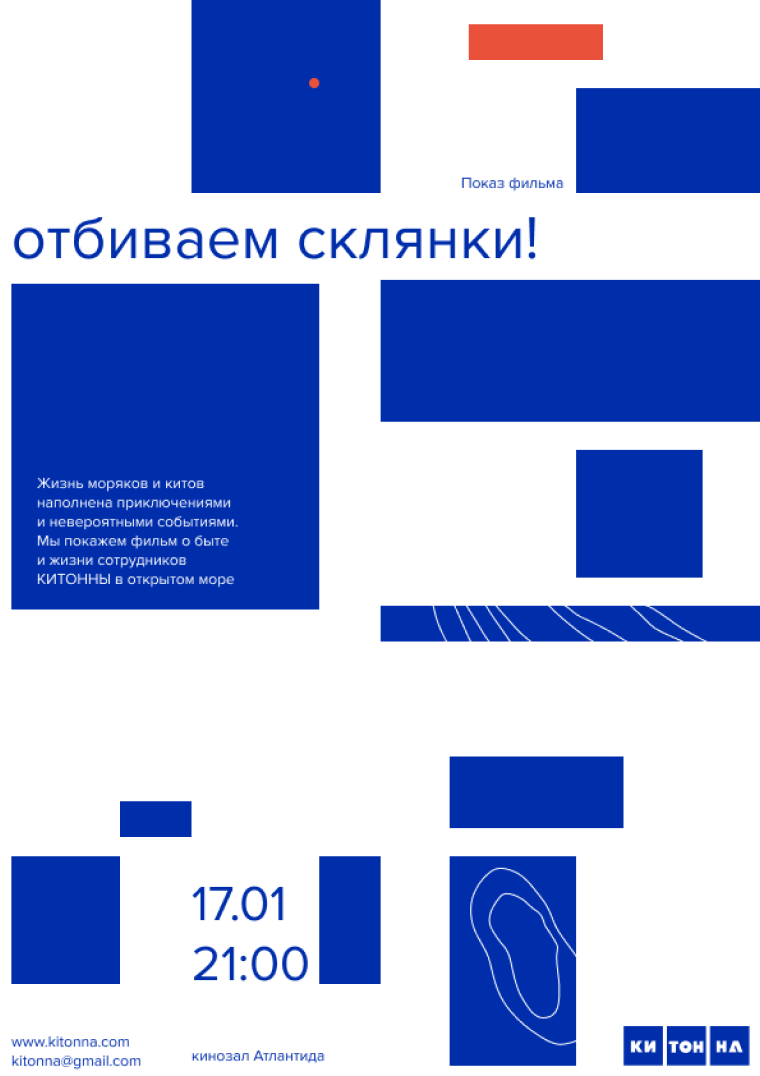 Показ фильма
отбиваем склянки!
Жизнь моряков и китов
наполнена приключениями
и невероятными событиями.
Мы покажем фильм о быте
и жизни сотрудников
КИТОННЫ в открытом море
17.01
21:00
www.kitonna.com
kitonna@gmail.com
кинозал Атлантида
КИ ТОН НА